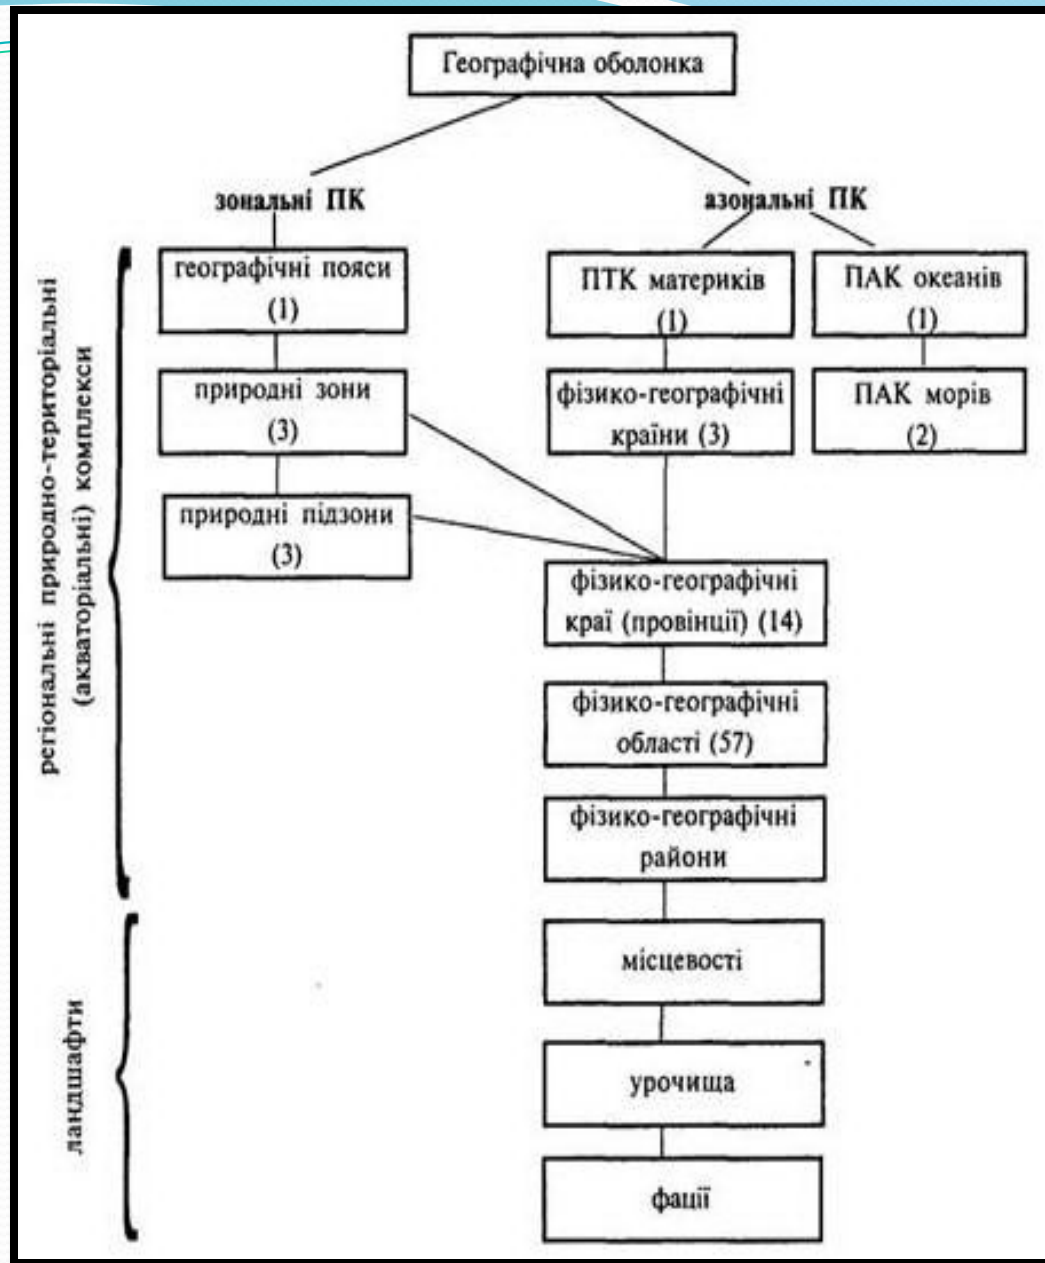 Географічна оболонка
зональні ПК
азональні ПК
географічні пояси
(1)
ПТК материків
(1)
ПАК океанів
(1)
природні зони
(3)
фізико-географічні
країни (3)
ПАК морів
(2)
природні підзони
(3)
фізико-географічні
краї (провінції) (14)
фізико-географічні
області (57)
фізико-географічні
райони
місцевості
урочища
фації
регіональні природно-територіальні
(акваторіальні) комплекси
ландшафти